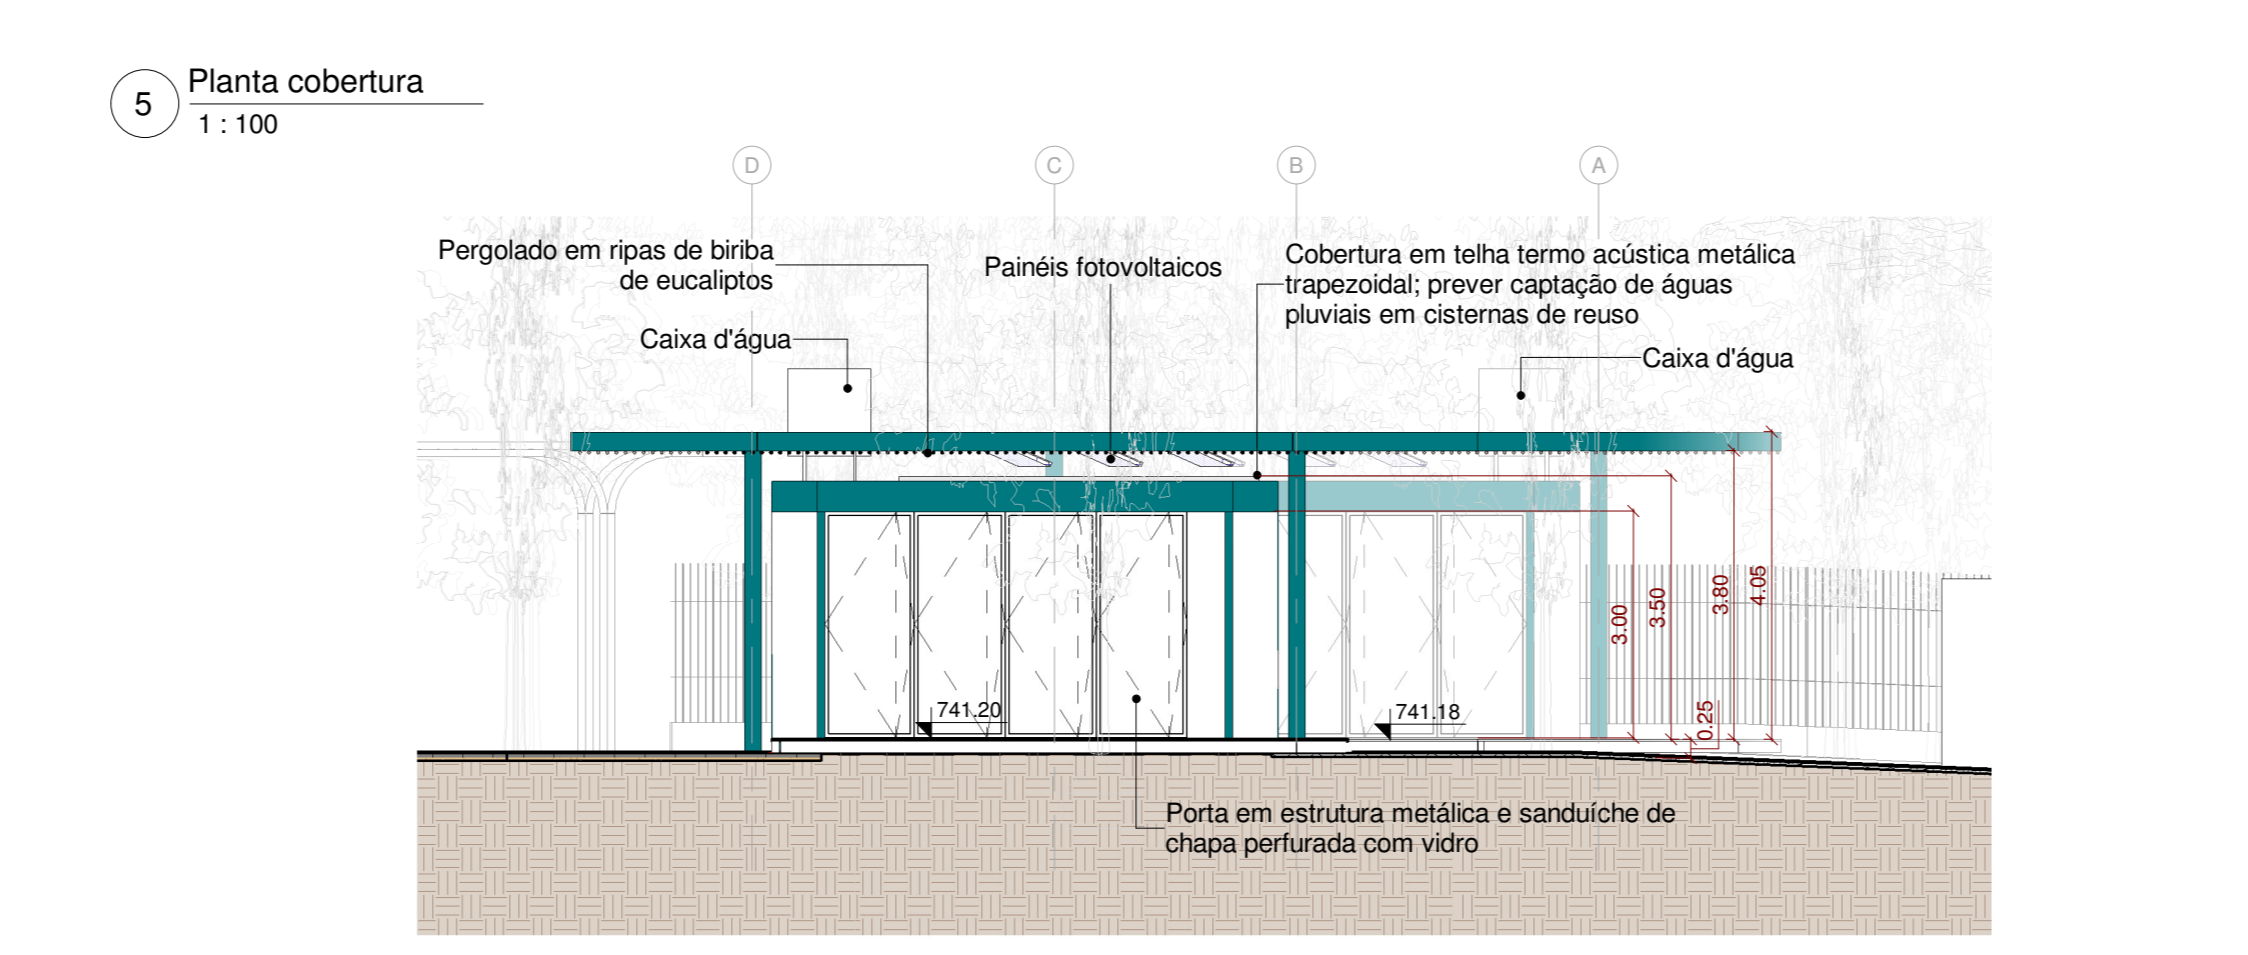 5
Planta cobertura
1 : 100
D
C
B
A
Pergolado em ripas de biriba
de eucaliptos
Painéis fotovoltaicos
Cobertura em telha termo acústica metálica
trapezoidal; prever captação de águas
pluviais em cisternas de reuso
Caixa d'água
Caixa d'água
3.00
3.50
3.80
4.05
0.25
741.20
741.18
Porta em estrutura metálica e sanduíche de
chapa perfurada com vidro